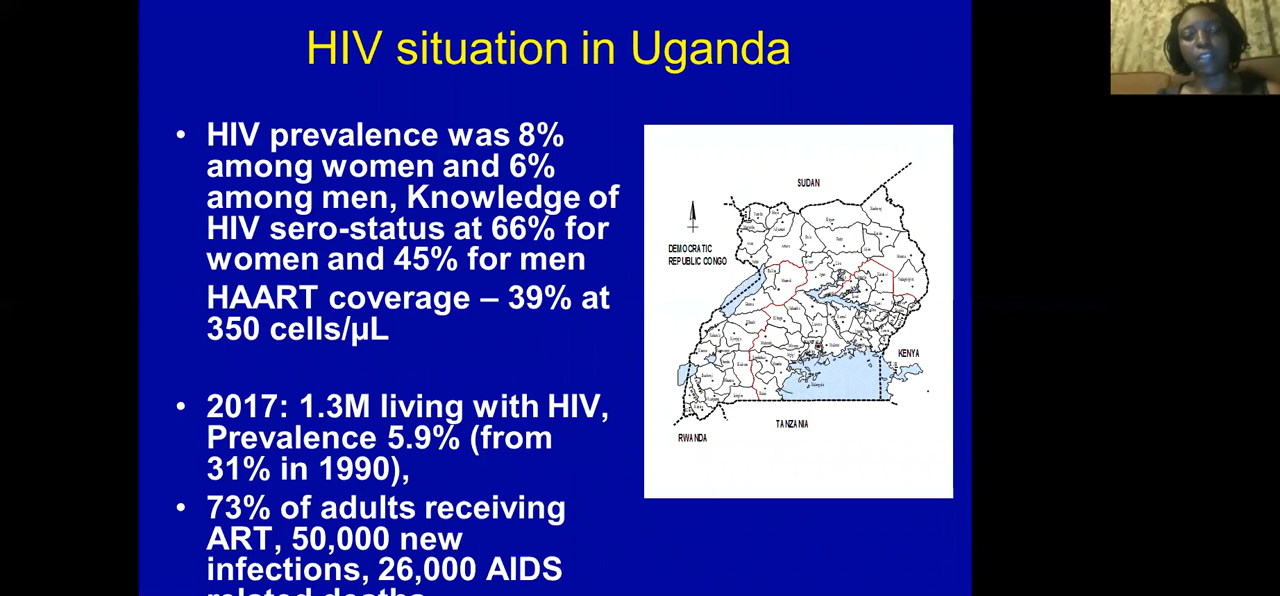 HIV situation in Uganda
• HIV prevalence was 8%
among women and 6%
among men, Knowledge of
HIV sero-status at 66% for
women and 45% for men
HAART coverage – 39% at
350 cells/µL
• 2017: 1.3M living with HIV,
Prevalence 5.9% (from
31% in 1990),
• 73% of adults receiving
ART, 50,000 new
infections, 26,000 AIDS
related deaths
SUDAN
DEMOCRATIC
REPUBLIC CONGO
KENYA
TANZANIA
RWANDA